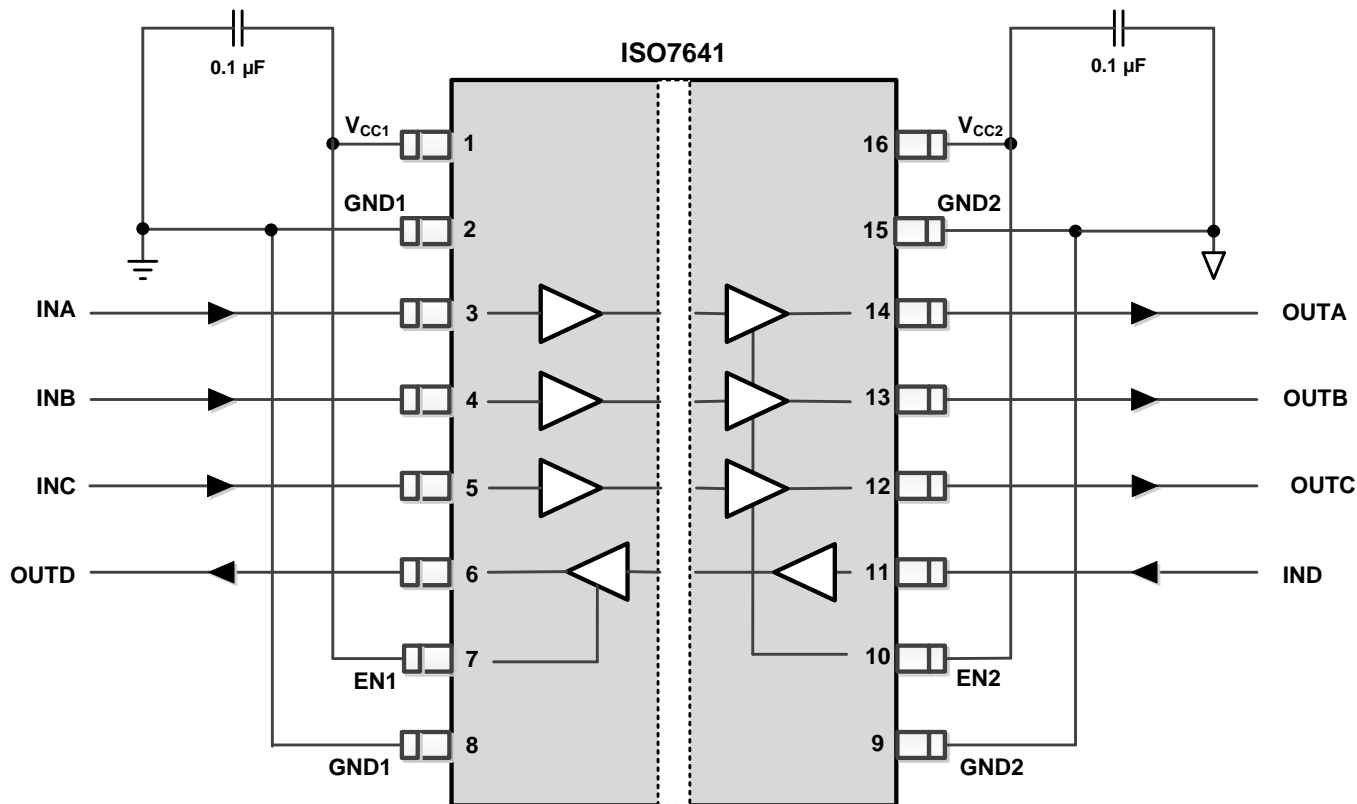 0.1 µF
ISO7641
0.1 µF
VCC1
1
16
VCC2
GND1
2
15
GND2
INA
3
14
OUTA
INB
4
13
OUTB
INC
5
12
OUTC
OUTD
6
11
IND
7
EN1
10
EN2
8
GND1
9
GND2